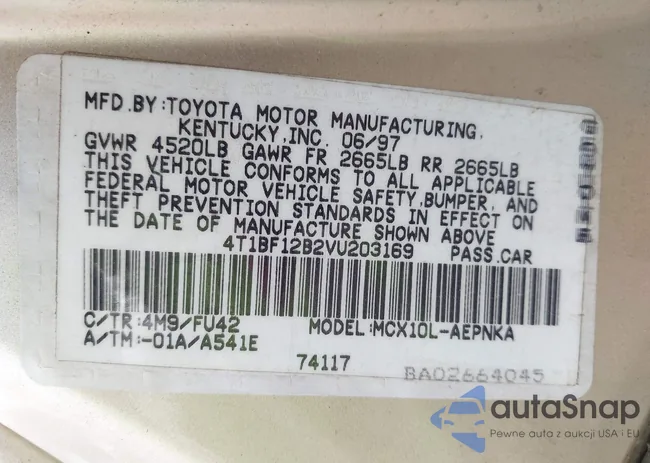 MFD.BY:TOYOTA MOTOR MANUFACTURING,
KENTUCKY,INC. 06/97
GVWR 4520LB GAWR FR 2665LB RR 2665LB
THIS VEHICLE CONFORMS TO ALL APPLICABLE
FEDERAL MOTOR VEHICLE SAFETY,BUMPER, AND
THEFT PREVENTION STANDARDS IN EFFECT ON
THE DATE OF MANUFACTURE SHOWN ABOVE
4T1BF12B2VU203169 PASS.CAR
C/TR:4M9/FU42 MODEL:MCX10L-AEPNKA
A/TM:-01A/A541E
74117 BA02664045
autaSnap
Pewne auta z aukcji USA i EU